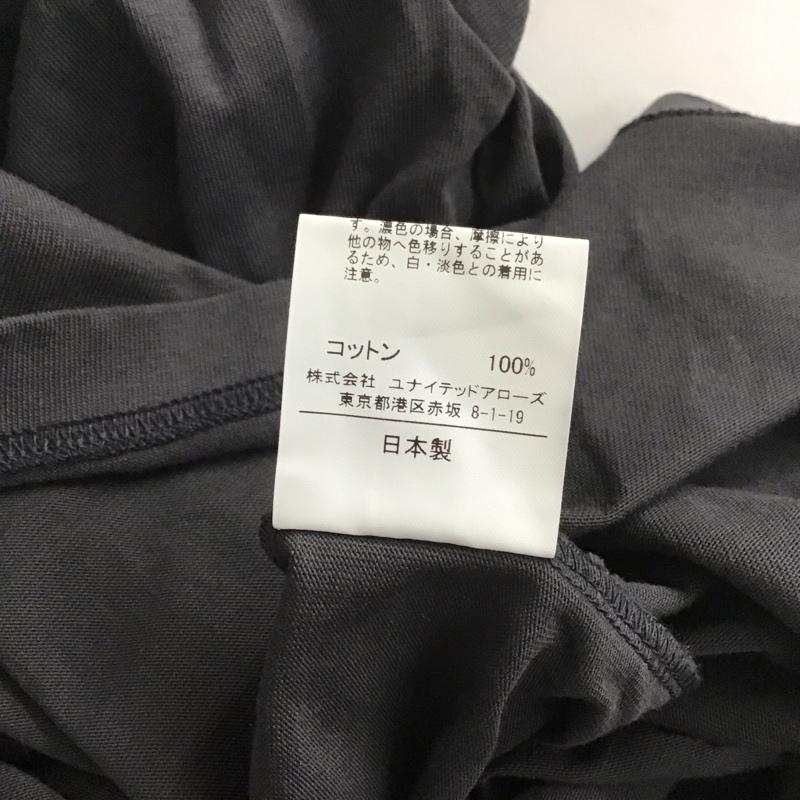 す。濃色の場合、摩擦により
他の物へ色移りすることがあ
るため、白・淡色との着用に
注意。
コットン 100%
株式会社 ユナイテッドアローズ
東京都港区赤坂 8-1-19
日本製